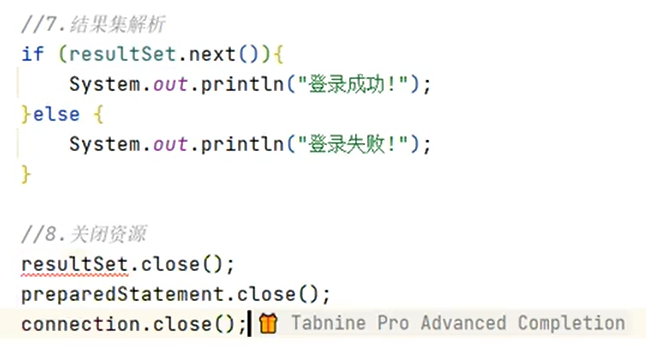 //7.结果集解析
if (resultSet.next()){
    System.out.println("登录成功!");
}else {
    System.out.println("登录失败!");
}
//8.关闭资源
resultSet.close();
preparedStatement.close();
connection.close(); Tabnine Pro Advanced Completion